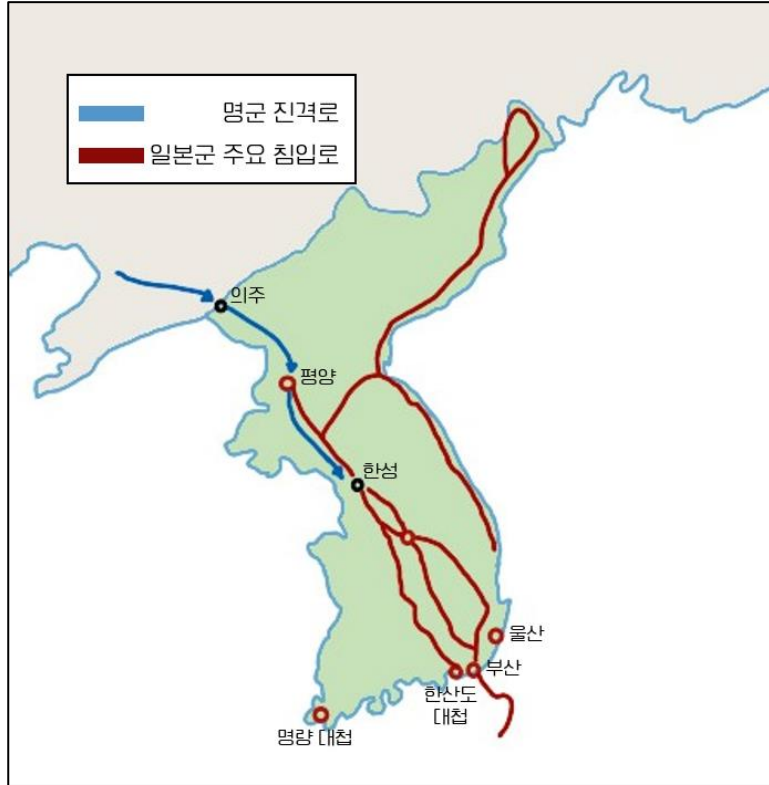 명군 진격로
일본군 주요 침입로
의주
평양
한성
울산
부산
한산도
대첩
명량 대첩